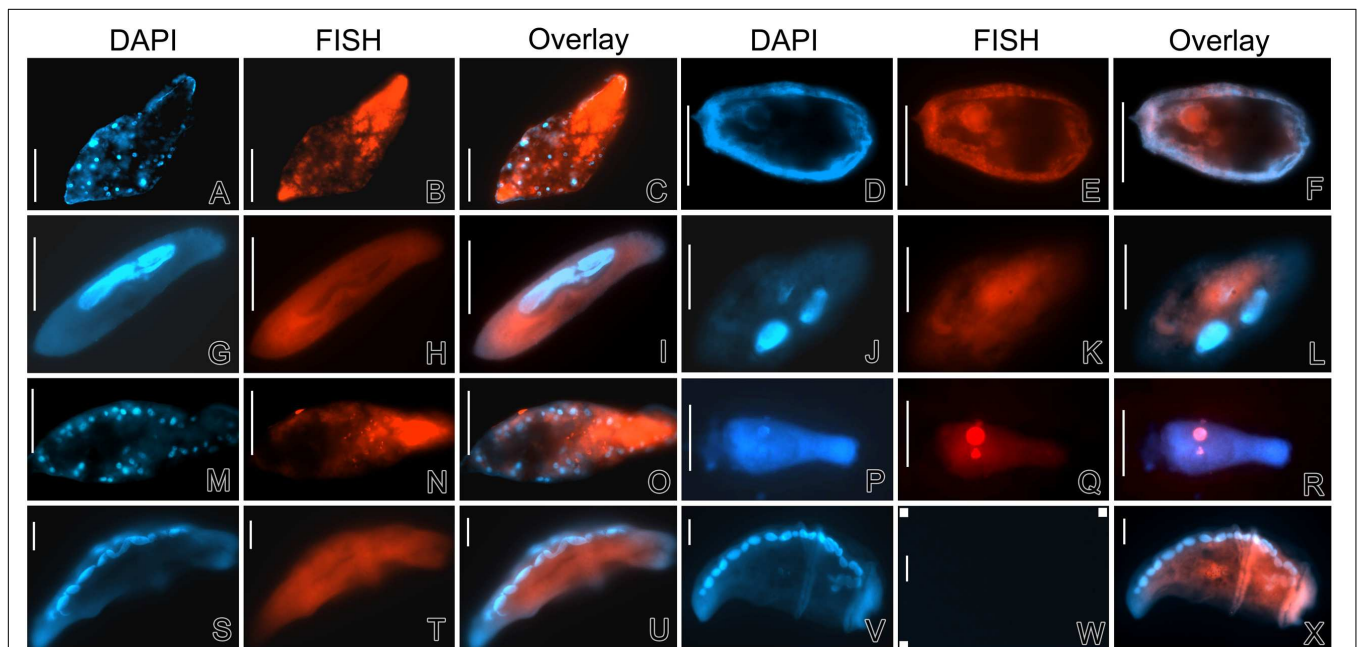 DAPI FISH Overlay DAPI FISH Overlay
A B C D E F
G H I J K L
M N O P Q R
S T U V W X